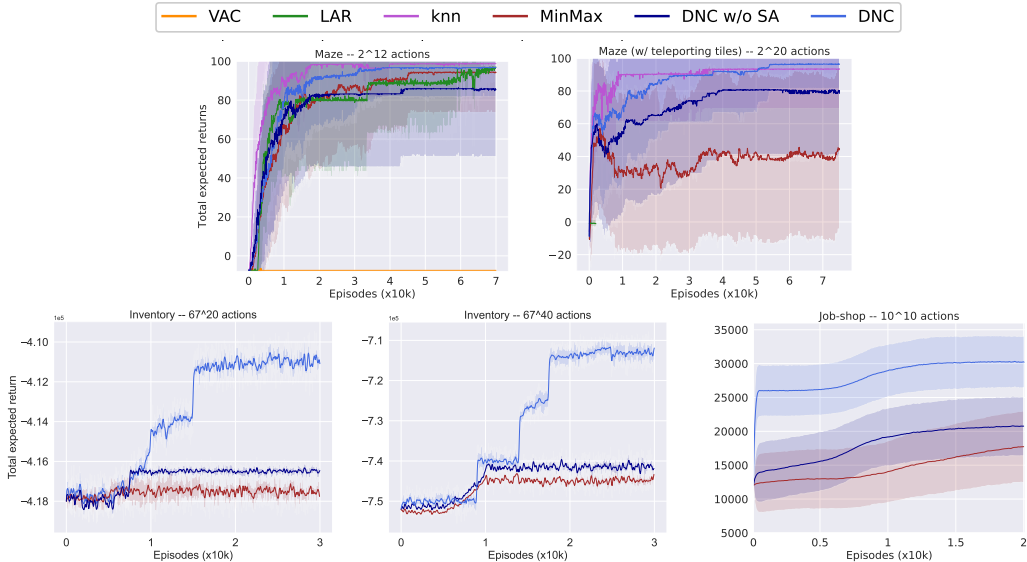 VAC LAR knn MinMax DNC w/o SA DNC
Maze -- 2^12 actions
Total expected returns
100
80
60
40
20
0
0 1 2 3 4 5 6 7
Episodes (x10k)
Maze (w/ teleporting tiles) -- 2^20 actions
100
80
60
40
20
0
−20
0 1 2 3 4 5 6 7
Episodes (x10k)
Inventory -- 67^20 actions
1e5
Total expected return
−4.10
−4.12
−4.14
−4.16
−4.18
0 1 2 3
Episodes (x10k)
Inventory -- 67^40 actions
1e5
−7.1
−7.2
−7.3
−7.4
−7.5
0 1 2 3
Episodes (x10k)
Job-shop -- 10^10 actions
35000
30000
25000
20000
15000
10000
5000
0 0.5 1 1.5 2
Episodes (x10k)